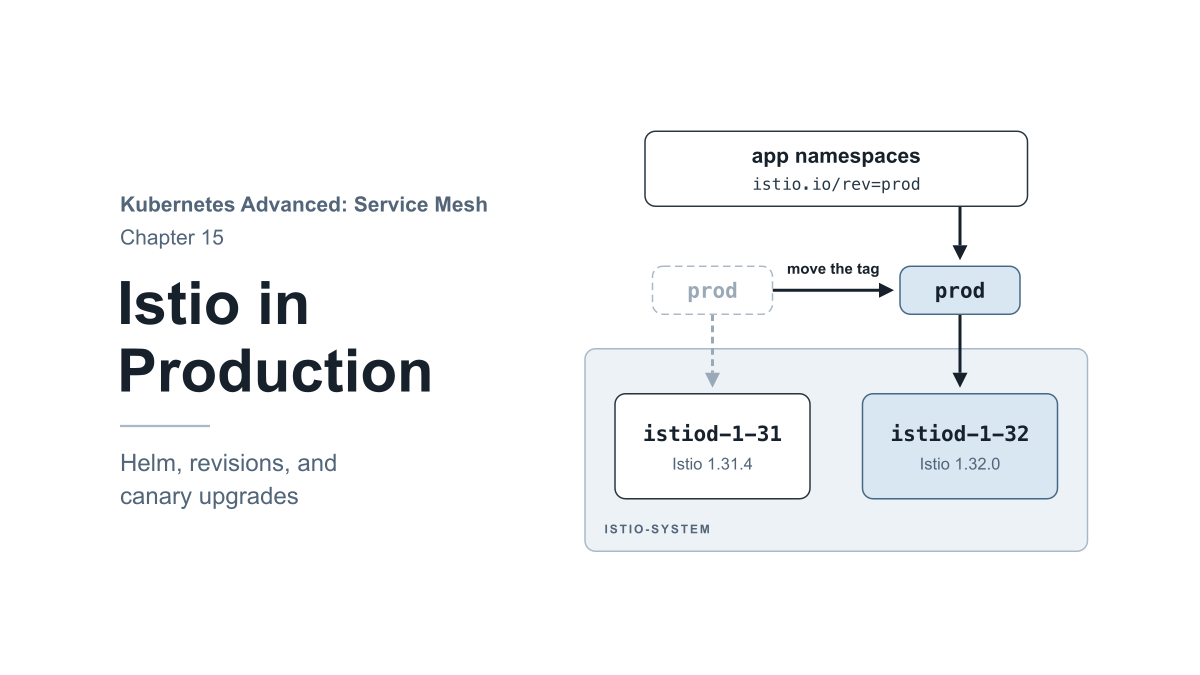 Kubernetes Advanced: Service Mesh
Chapter 15
Istio in
Production
Helm, revisions, and
canary upgrades
app namespaces
istio.io/rev=prod
prod
move the tag
prod
istiod-1-31
Istio 1.31.4
istiod-1-32
Istio 1.32.0
ISTIO-SYSTEM